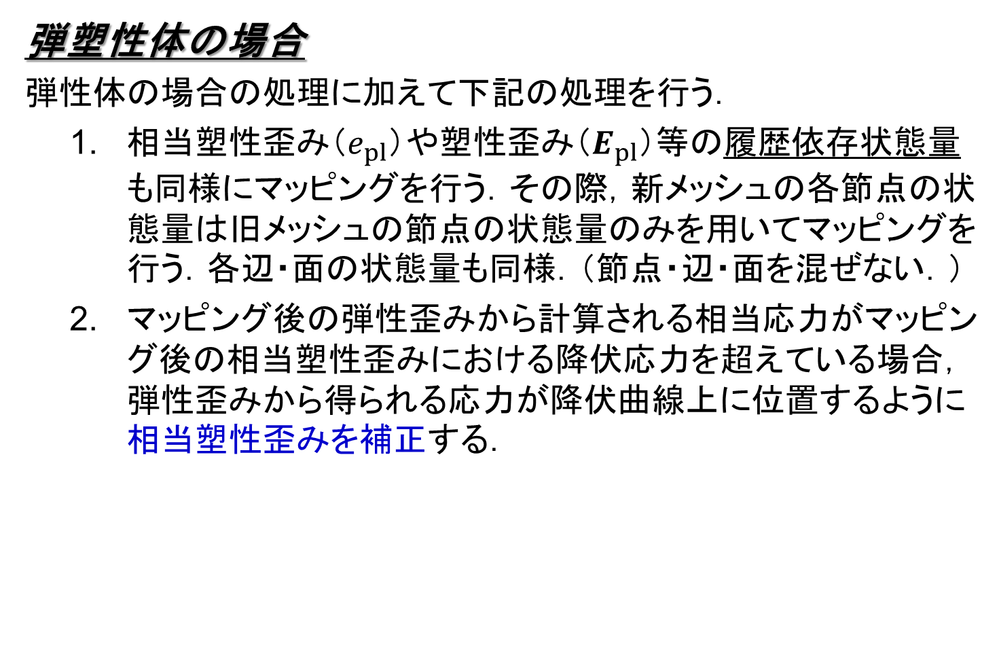 弾塑性体の場合
弾性体の場合の処理に加えて下記の処理を行う．
1. 相当塑性歪み（e_pl）や塑性歪み（E_pl）等の履歴依存状態量
も同様にマッピングを行う．その際，新メッシュの各節点の状
態量は旧メッシュの節点の状態量のみを用いてマッピングを
行う．各辺・面の状態量も同様．（節点・辺・面を混ぜない．）
2. マッピング後の弾性歪みから計算される相当応力がマッピン
グ後の相当塑性歪みにおける降伏応力を超えている場合，
弾性歪みから得られる応力が降伏曲線上に位置するように
相当塑性歪みを補正する．